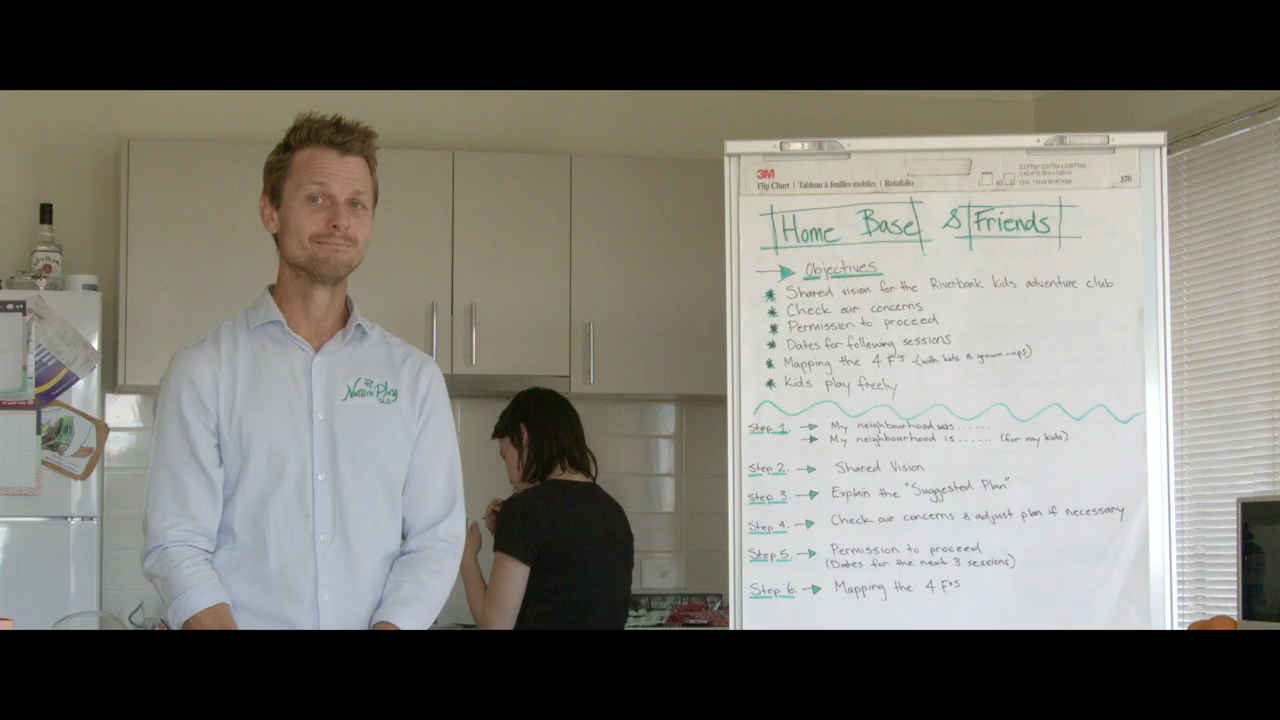 3M
Flip Chart | Tableau à feuilles mobiles | Rotafolio
570
Home Base & Friends
Objectives
Shared vision for the Riverbank kids adventure club
Check our concerns
Permission to proceed
Dates for following sessions
Mapping the 4 F's - (with kids & grown-ups)
Kids play freely
Step 1. My neighbourhood was......
My neighbourhood is...... (for my kids)
Step 2. Shared Vision
Step 3. Explain the "Suggested Plan"
Step 4. Check our concerns & adjust plan if necessary
Step 5. Permission to proceed
(Dates for the next 3 sessions)
Step 6. Mapping the 4 F's
Nature Play
QLD
JIM BEAM